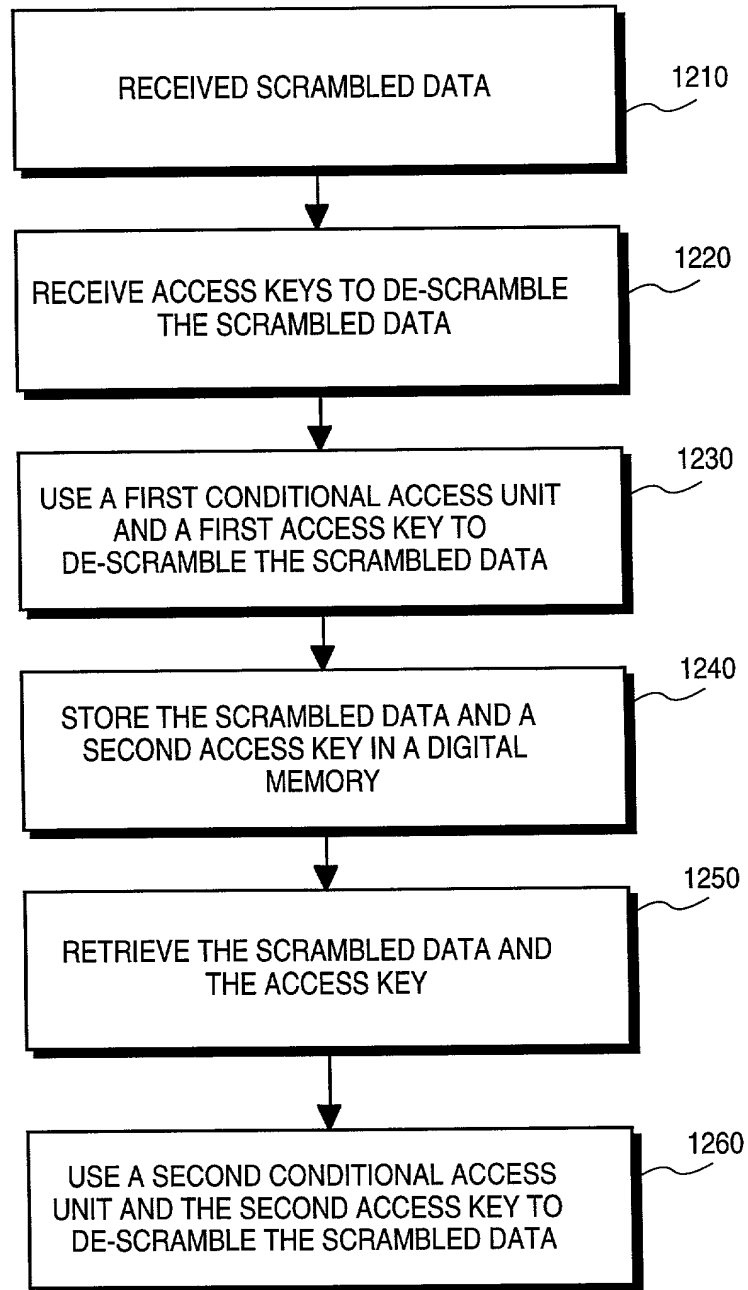 RECEIVED SCRAMBLED DATA
1210
RECEIVE ACCESS KEYS TO DE-SCRAMBLE
THE SCRAMBLED DATA
1220
USE A FIRST CONDITIONAL ACCESS UNIT
AND A FIRST ACCESS KEY TO
DE-SCRAMBLE THE SCRAMBLED DATA
1230
STORE THE SCRAMBLED DATA AND A
SECOND ACCESS KEY IN A DIGITAL
MEMORY
1240
RETRIEVE THE SCRAMBLED DATA AND
THE ACCESS KEY
1250
USE A SECOND CONDITIONAL ACCESS
UNIT AND THE SECOND ACCESS KEY TO
DE-SCRAMBLE THE SCRAMBLED DATA
1260